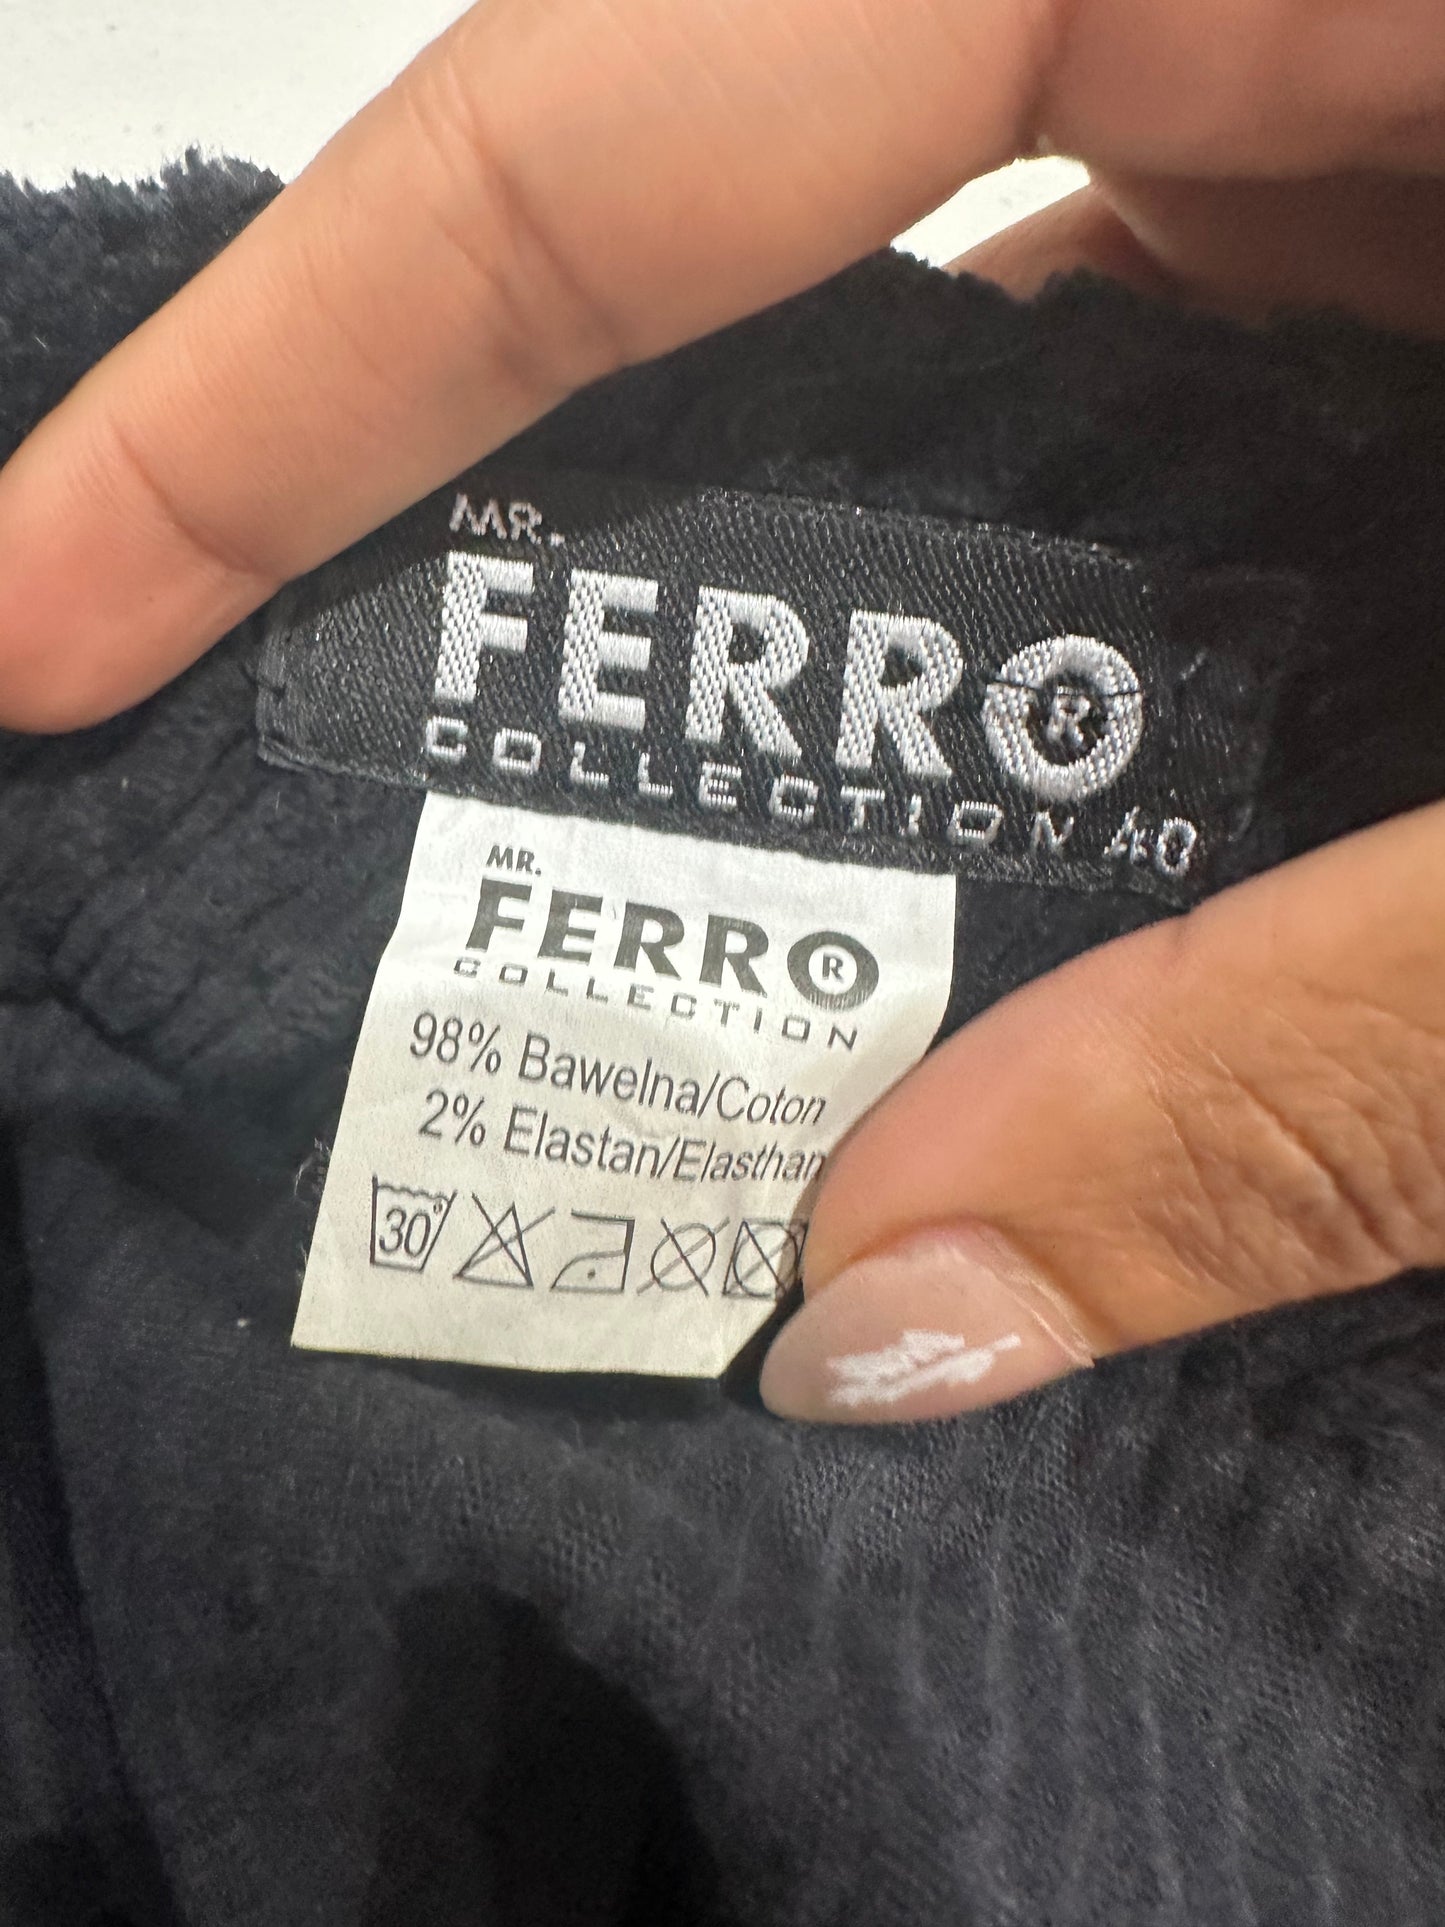 MR.
FERRO
®
COLLECTION 40
MR.
FERRO
®
COLLECTION
98% Bawelna/Coton
2% Elastan/Elasthan
30°